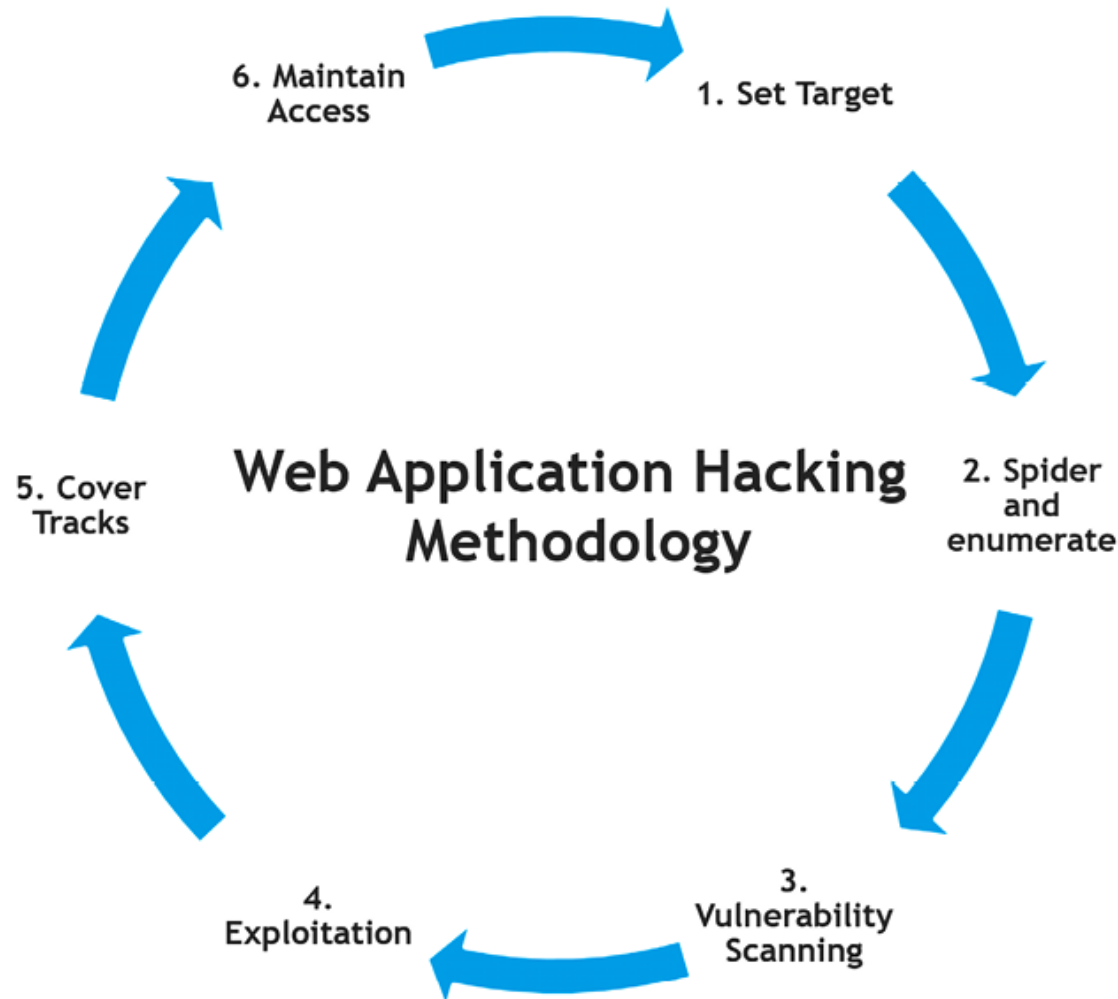 Web Application Hacking
Methodology
1. Set Target
2. Spider
and
enumerate
3.
Vulnerability
Scanning
4.
Exploitation
5. Cover
Tracks
6. Maintain
Access